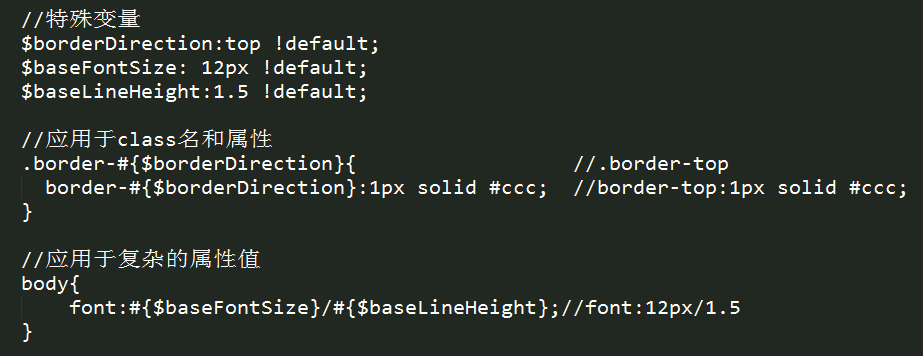 //特殊变量
$borderDirection:top !default;
$baseFontSize: 12px !default;
$baseLineHeight:1.5 !default;
//应用于class名和属性
.border-#{$borderDirection}{ //.border-top
border-#{$borderDirection}:1px solid #ccc; //border-top:1px solid #ccc;
}
//应用于复杂的属性值
body{
font:#{$baseFontSize}/#{$baseLineHeight};//font:12px/1.5
}